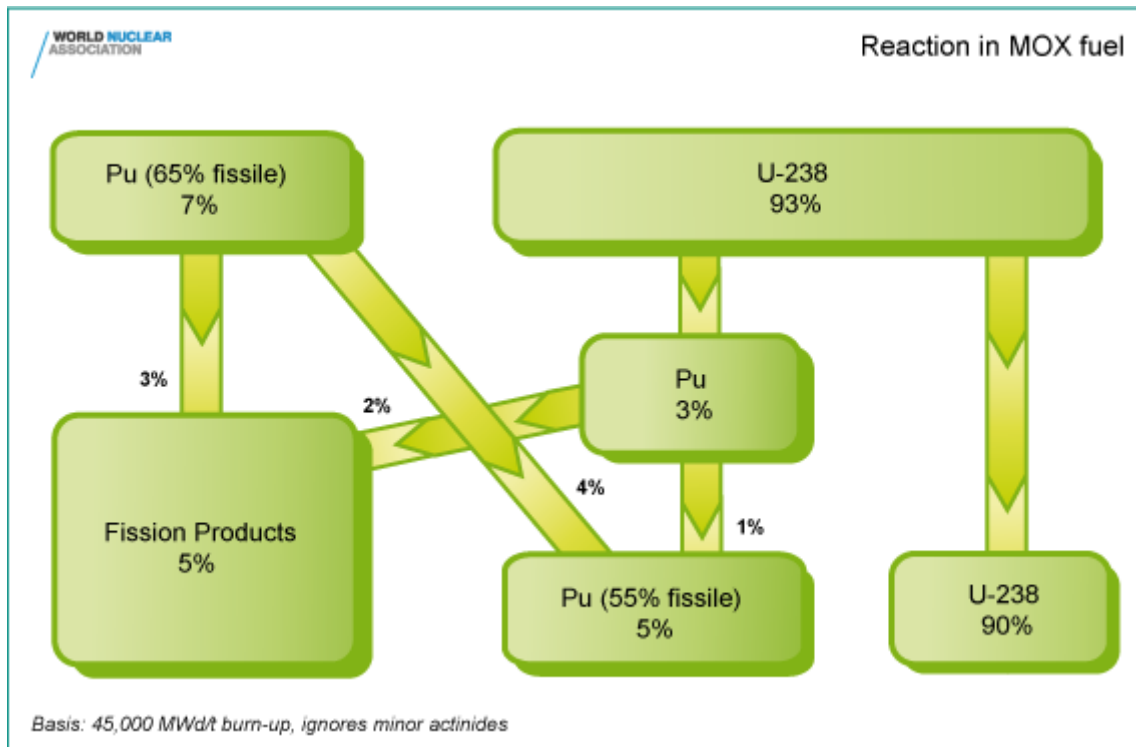 WORLD NUCLEAR
ASSOCIATION
Reaction in MOX fuel
Pu (65% fissile)
7%
U-238
93%
Pu
3%
3%
2%
4%
1%
Fission Products
5%
Pu (55% fissile)
5%
U-238
90%
Basis: 45,000 MWd/t burn-up, ignores minor actinides